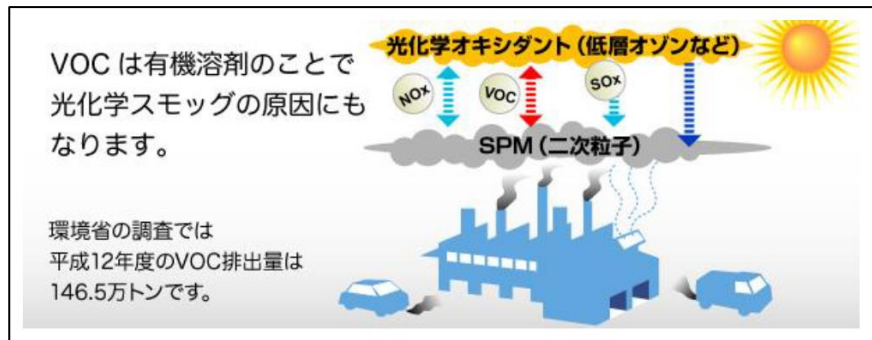 VOC は有機溶剤のことで
光化学スモッグの原因にも
なります。
環境省の調査では
平成12年度のVOC排出量は
146.5万トンです。
光化学オキシダント（低層オゾンなど）
NOx
VOC
SOx
SPM（二次粒子）